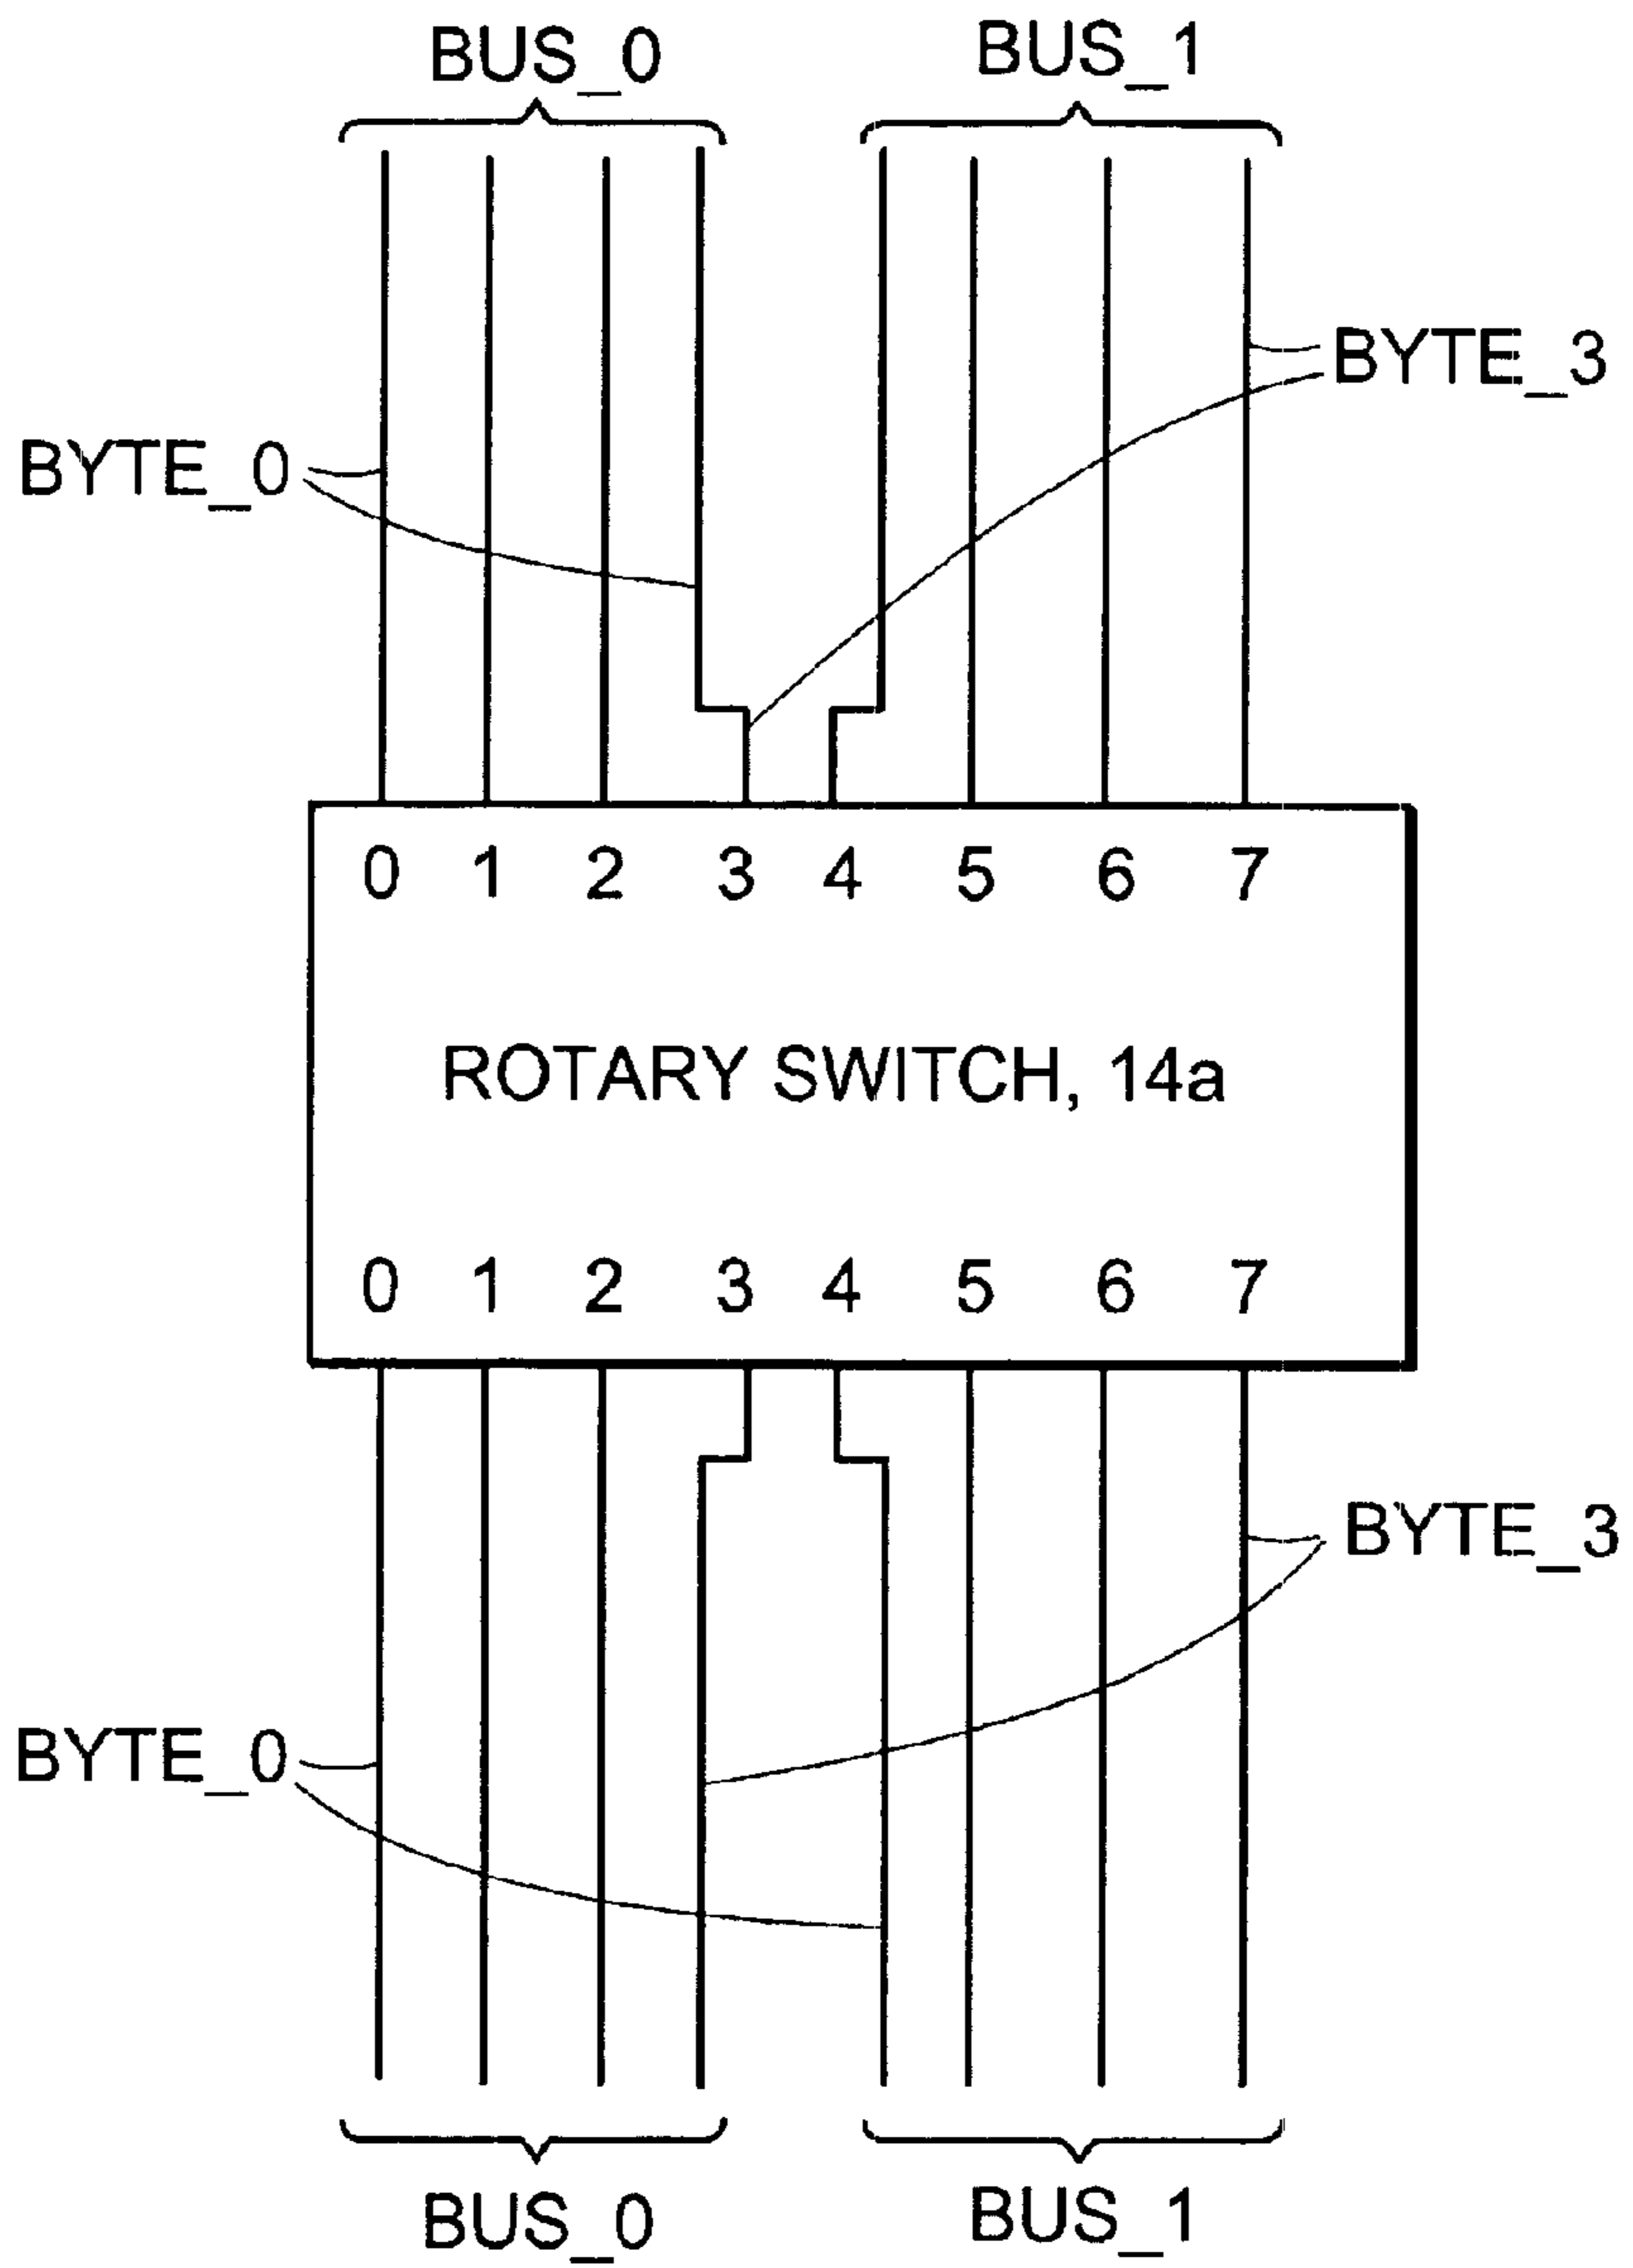 BUS_0 BUS_1
BYTE_3
BYTE_0
0 1 2 3 4 5 6 7
ROTARY SWITCH, 14a
0 1 2 3 4 5 6 7
BYTE_3
BYTE_0
BUS_0 BUS_1